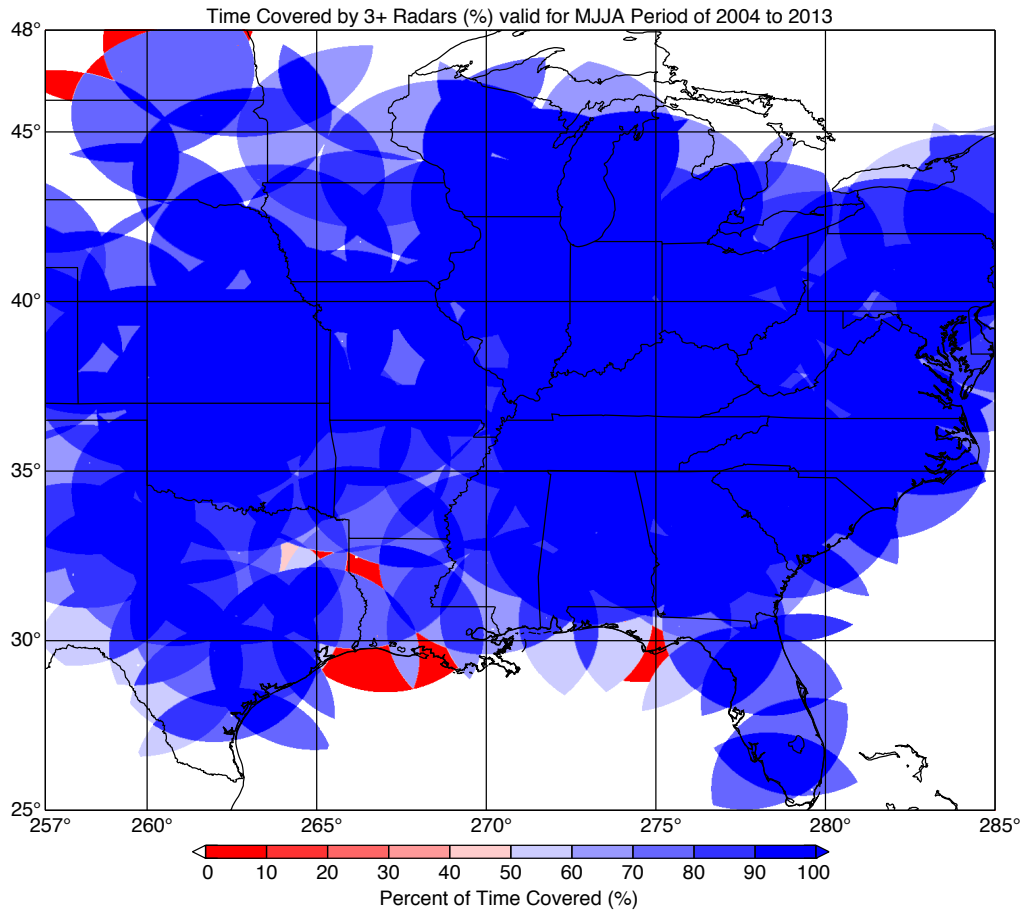 Time Covered by 3+ Radars (%) valid for MJJA Period of 2004 to 2013
48°
45°
40°
35°
30°
25°
257° 260° 265° 270° 275° 280° 285°
0 10 20 30 40 50 60 70 80 90 100
Percent of Time Covered (%)